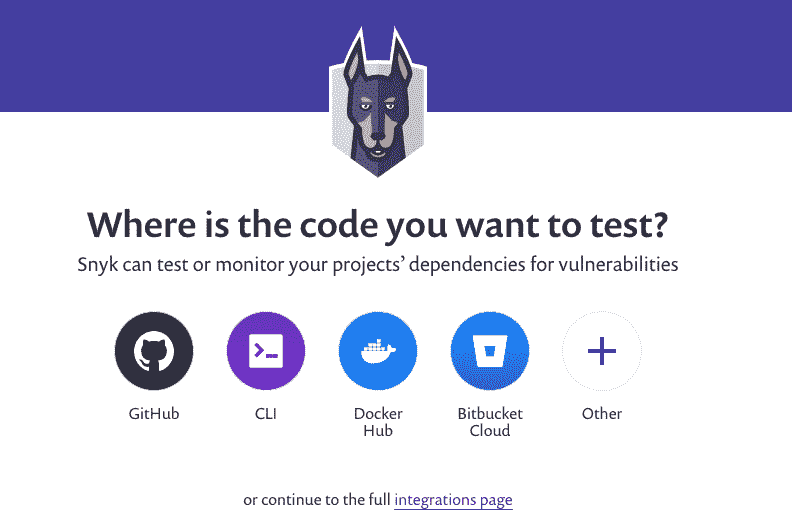 Where is the code you want to test?
Snyk can test or monitor your projects’ dependencies for vulnerabilities
GitHub
CLI
Docker
Hub
Bitbucket
Cloud
Other
or continue to the full integrations page